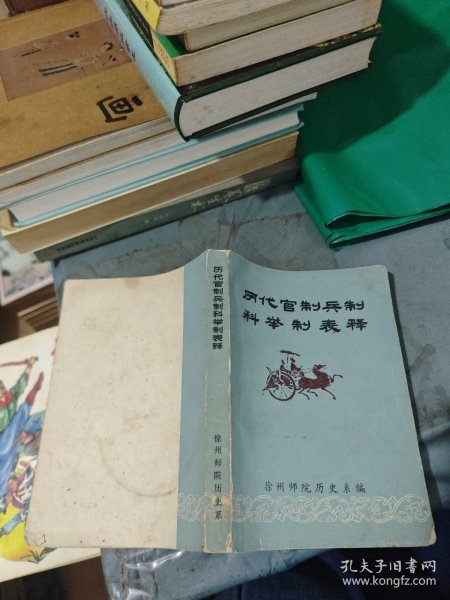 历代官制兵制
科举制表释
徐州师院历史系编
历代官制兵制科举制表释
徐州师院历史系
画
孔夫子旧书网
www.kongfz.com